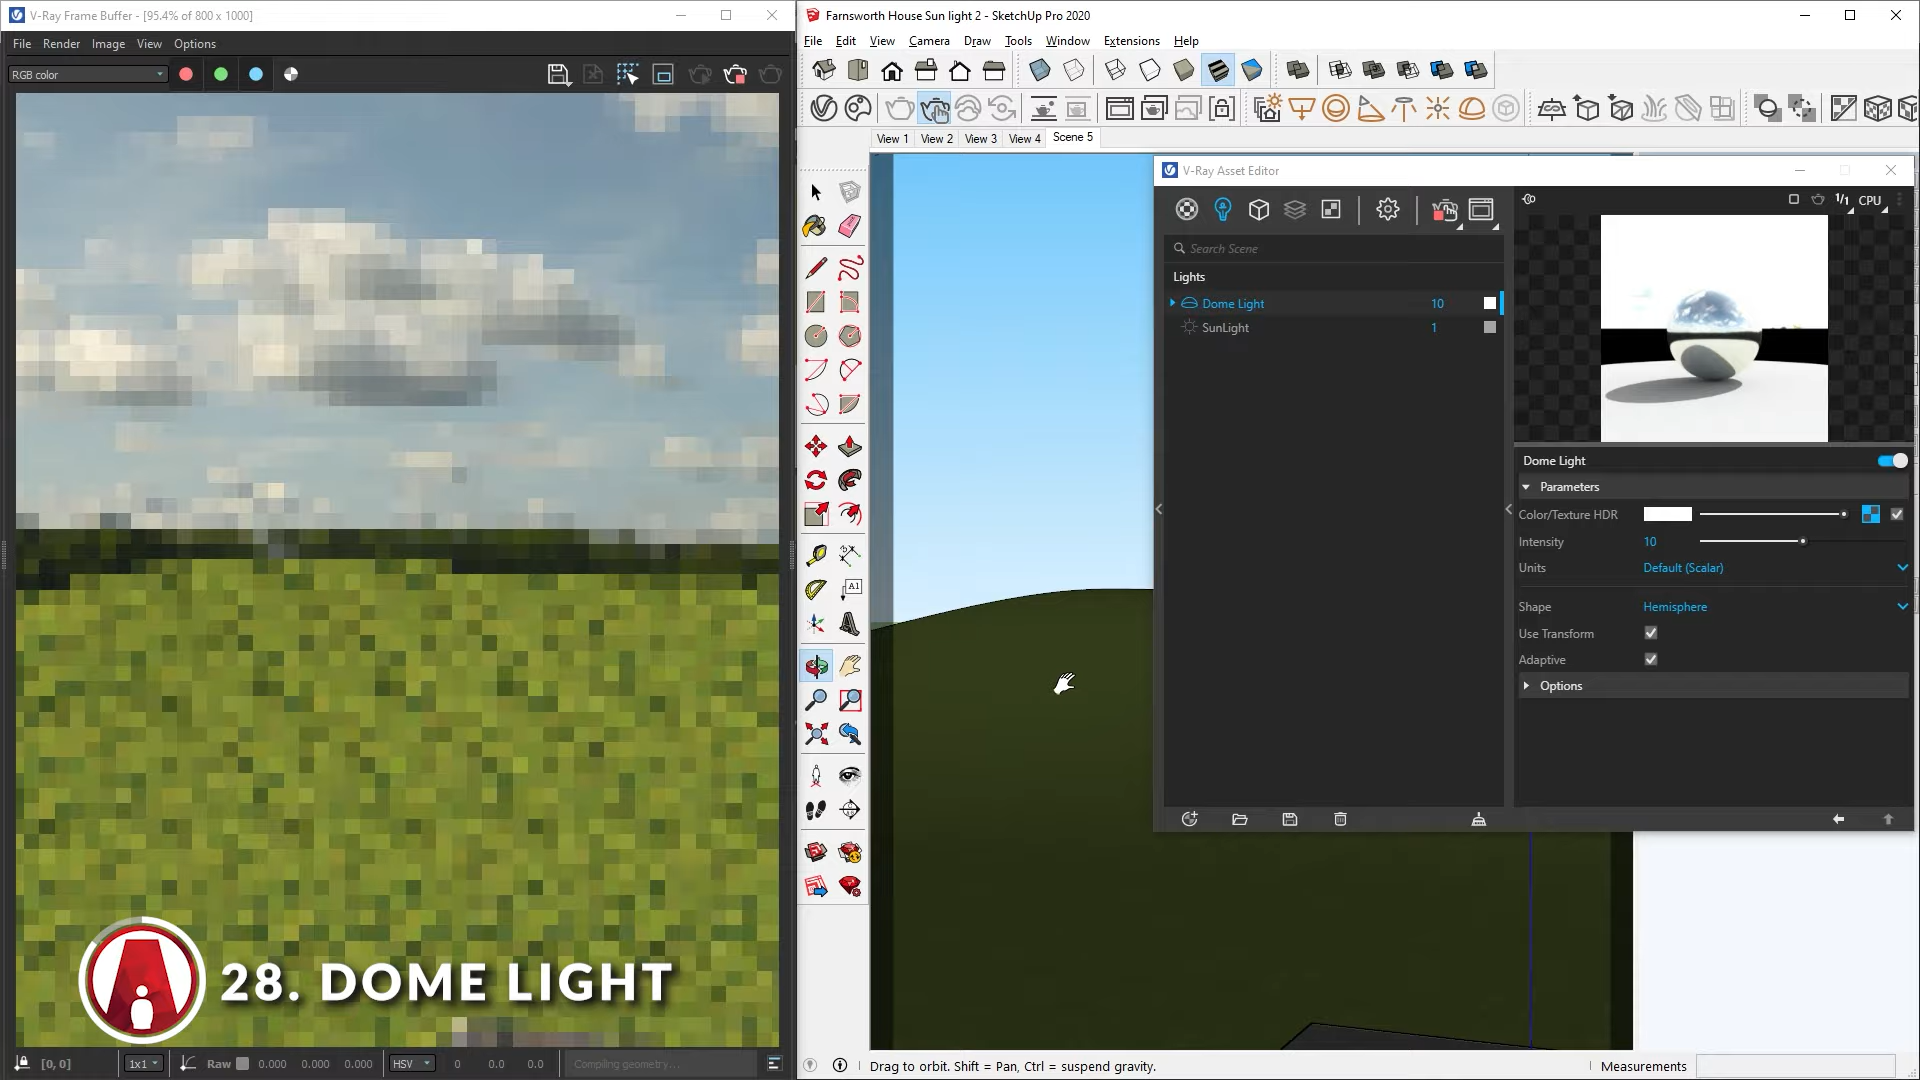 V-Ray Frame Buffer - [95.4% of 800 x 1000]
File Render Image View Options
RGB color
28. DOME LIGHT
[0, 0]
1x1
Raw
0.000
0.000
0.000
HSV
0
0.0
0.0
Compiling geometry...
Farnsworth House Sun light 2 - SketchUp Pro 2020
File Edit View Camera Draw Tools Window Extensions Help
View 1 View 2 View 3 View 4 Scene 5
A1
V-Ray Asset Editor
1/1
CPU
Search Scene
Lights
Dome Light 10
SunLight 1
Dome Light
Parameters
Color/Texture HDR
Intensity 10
Units Default (Scalar)
Shape Hemisphere
Use Transform
Adaptive
Options
Drag to orbit. Shift = Pan, Ctrl = suspend gravity.
Measurements